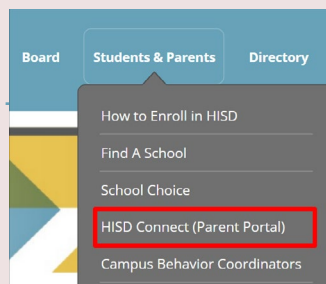 Board Students & Parents Directory
How to Enroll in HISD
Find A School
School Choice
HISD Connect (Parent Portal)
Campus Behavior Coordinators